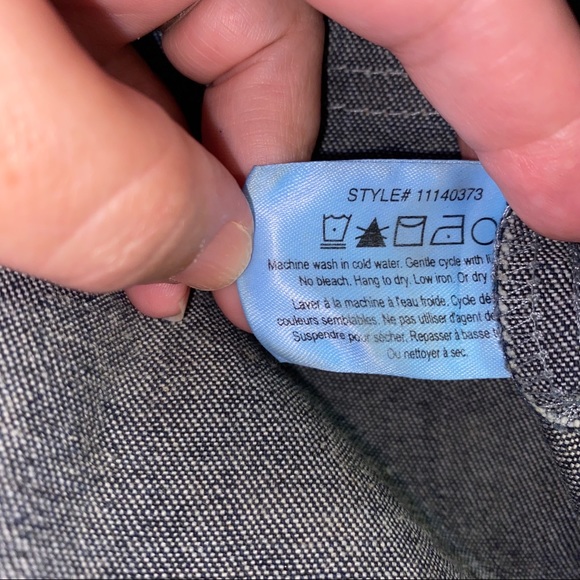 STYLE# 11140373
Machine wash in cold water. Gentle cycle with
No bleach. Hang to dry. Low iron. Or dry
Laver à la machine à l'eau froide. Cycle
couleurs semblables. Ne pas utiliser d'agent de
Suspendre pour sécher. Repasser à basse
Ou nettoyer à sec.